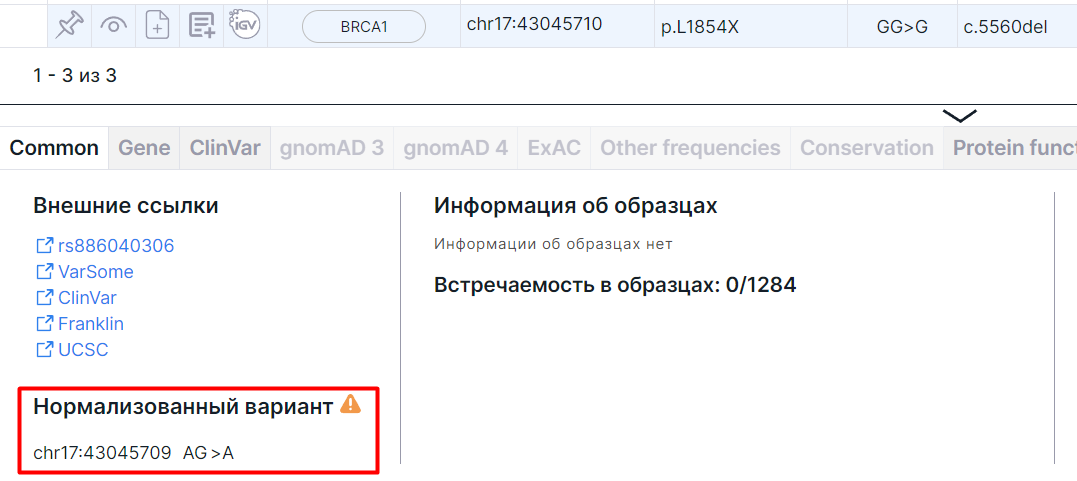 IGV BRCA1 chr17:43045710 p.L1854X GG>G c.5560del
1 - 3 из 3
Common Gene ClinVar gnomAD 3 gnomAD 4 ExAC Other frequencies Conservation Protein funct
Внешние ссылки
rs886040306
VarSome
ClinVar
Franklin
UCSC
Нормализованный вариант
chr17:43045709 AG>A
Информация об образцах
Информации об образцах нет
Встречаемость в образцах: 0/1284